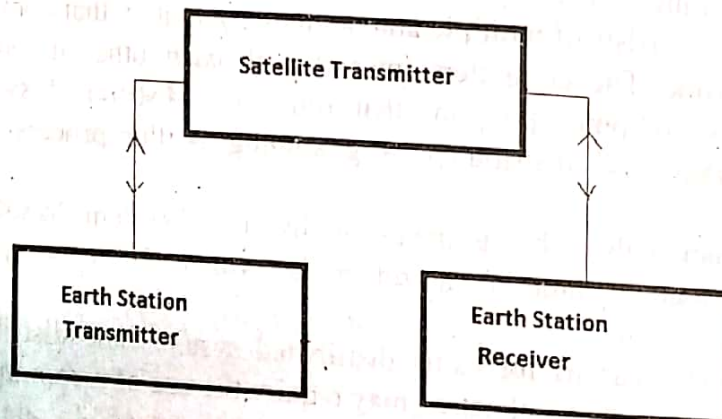 Satellite Transmitter
Earth Station
Transmitter
Earth Station
Receiver